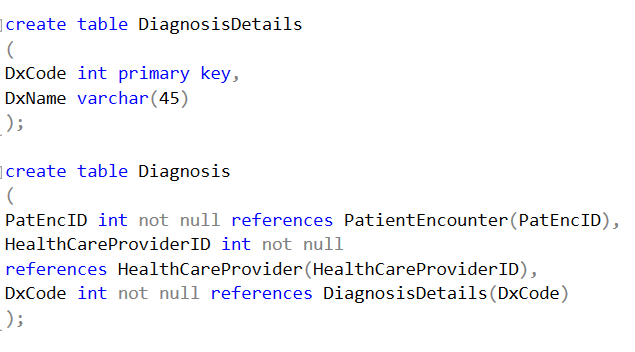 create table DiagnosisDetails
(
DxCode int primary key,
DxName varchar(45)
);
create table Diagnosis
(
PatEncID int not null references PatientEncounter(PatEncID),
HealthCareProviderID int not null
references HealthCareProvider(HealthCareProviderID),
DxCode int not null references DiagnosisDetails(DxCode)
);